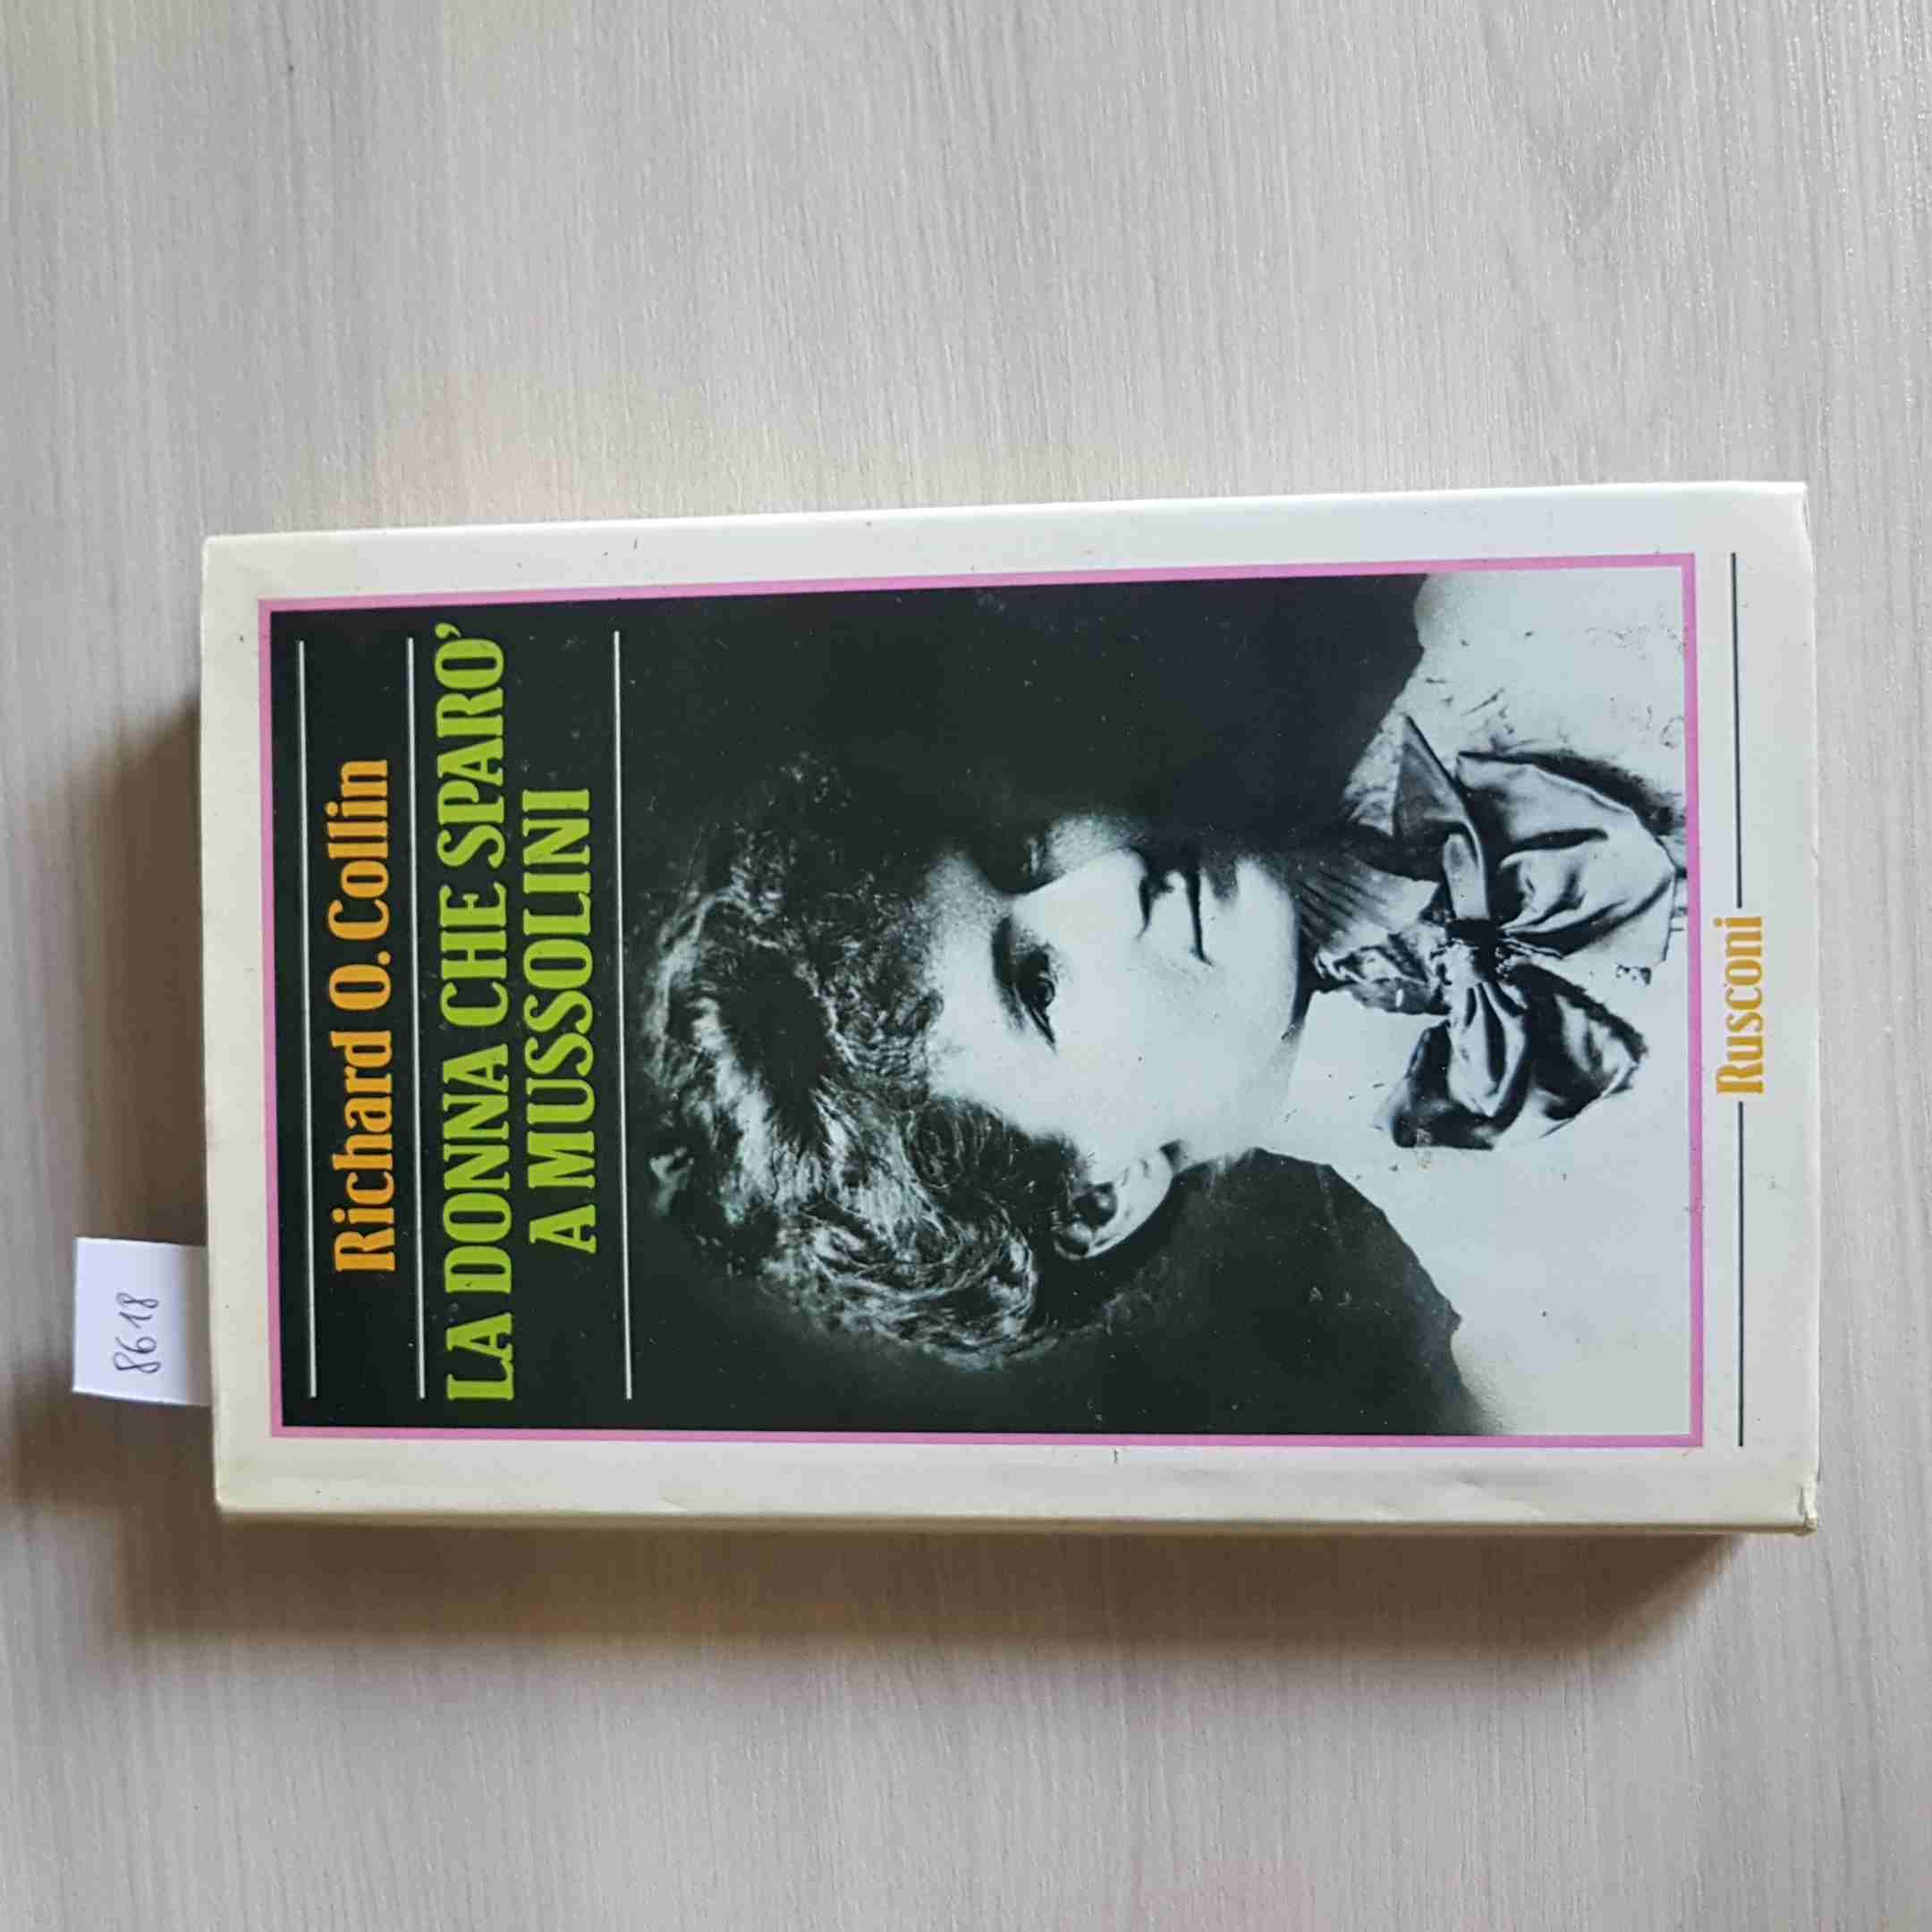 8618
Richard O. Collin
LA DONNA CHE SPARO'
A MUSSOLINI
Rusconi